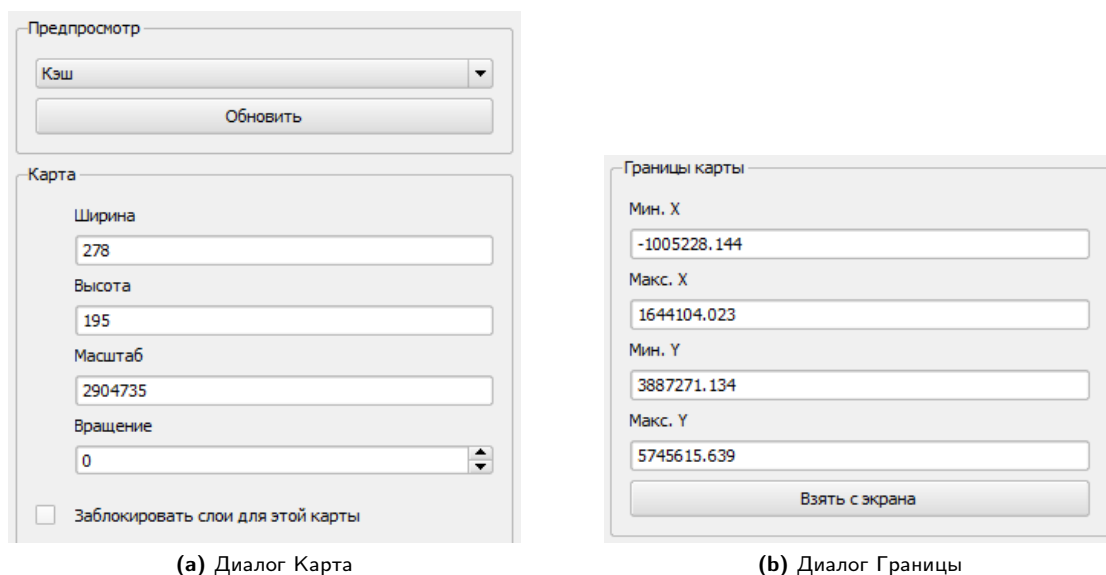 Предпросмотр
Кэш
Обновить
Карта
Ширина
278
Высота
195
Масштаб
2904735
Вращение
0
Заблокировать слои для этой карты
(a) Диалог Карта
Границы карты
Мин. X
-1005228.144
Макс. X
1644104.023
Мин. Y
3887271.134
Макс. Y
5745615.639
Взять с экрана
(b) Диалог Границы